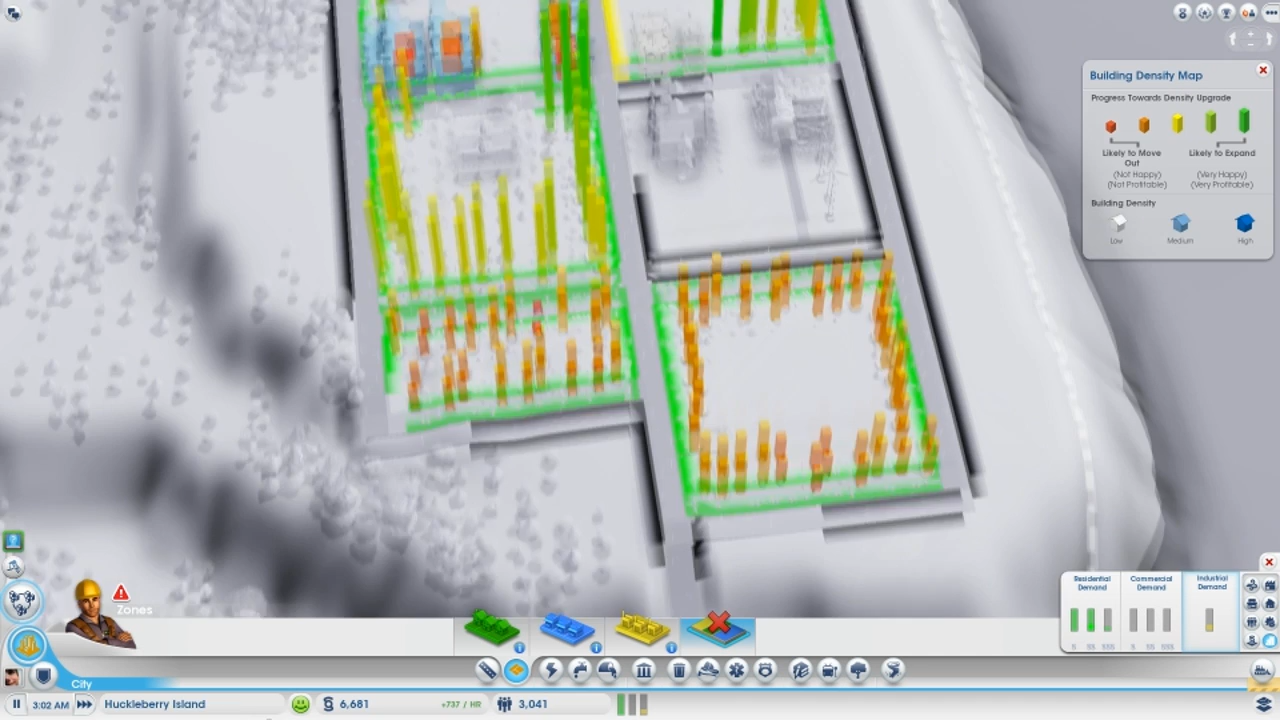 Building Density Map
Progress Towards Density Upgrade
Likely to Move Out
Likely to Expand
(Not Happy)
(Very Happy)
(Not Profitable)
(Very Profitable)
Building Density
Low
Medium
High
Residential Demand
Commercial Demand
Industrial Demand
$ $$ $$$
$ $$ $$$
Zones
City
3:02 AM
Huckleberry Island
6,681
+737 / HR
3,041